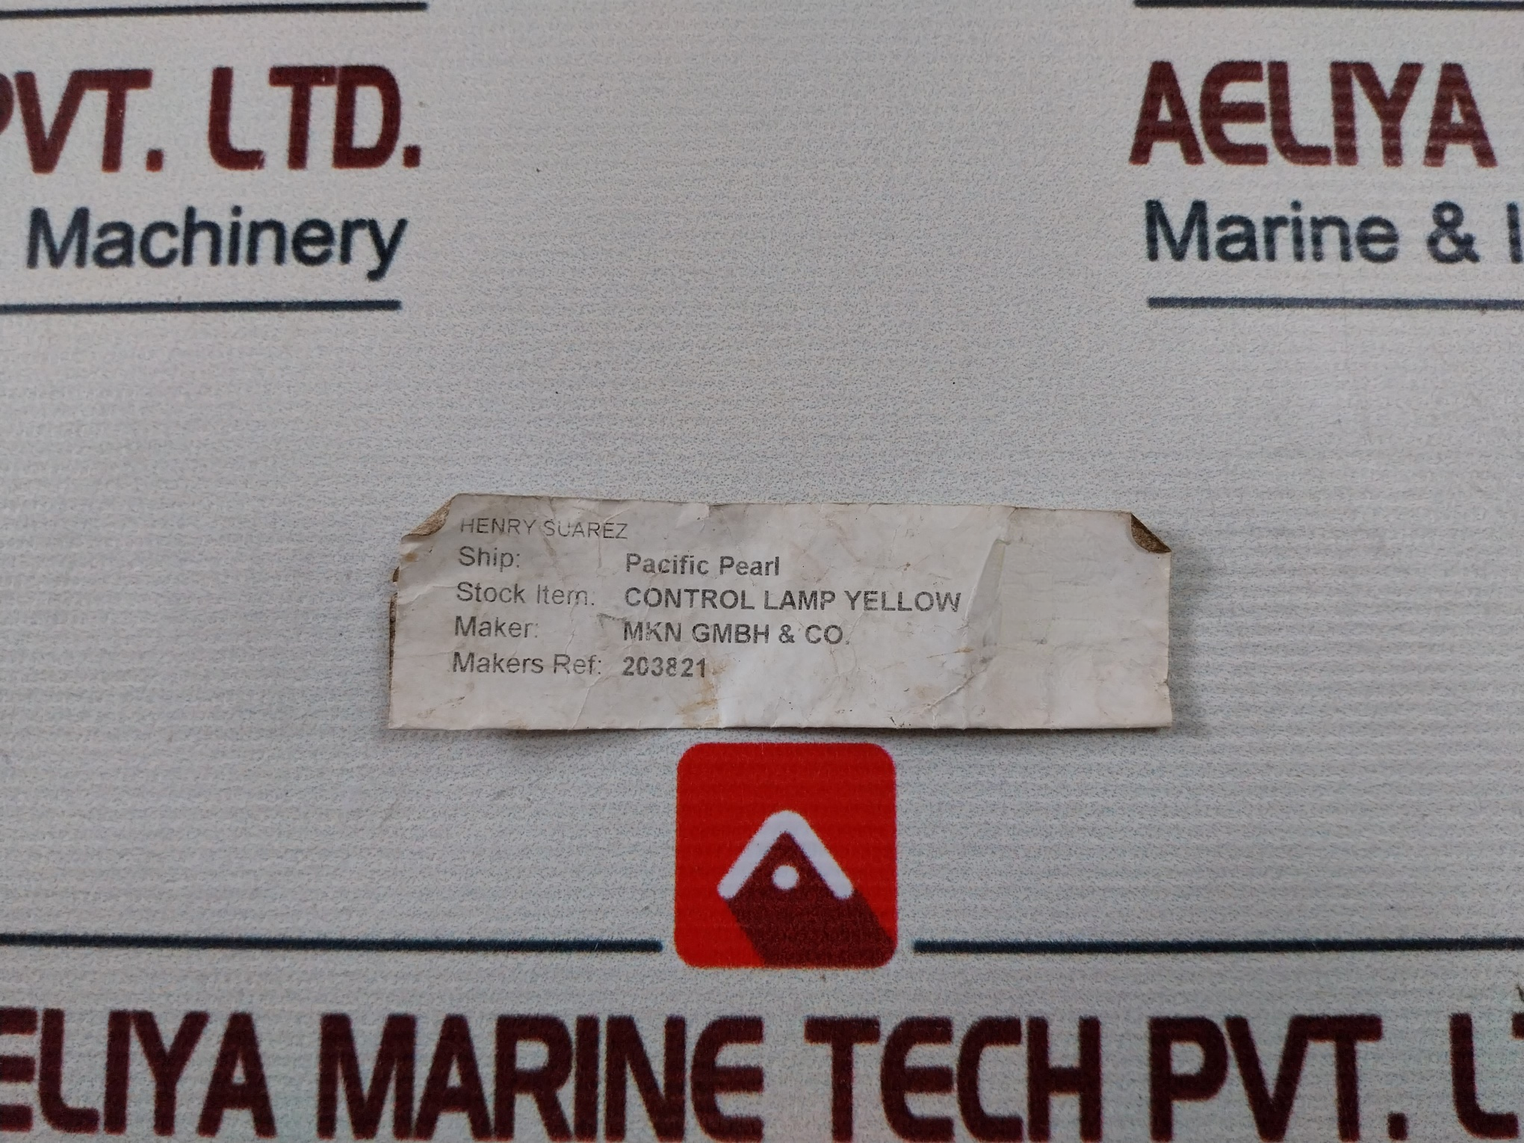 PVT. LTD.
Machinery
AELIYA
Marine & I
HENRY SUAREZ
Ship: Pacific Pearl
Stock Item: CONTROL LAMP YELLOW
Maker: MKN GMBH & CO.
Makers Ref: 203821
ELIYA MARINE TECH PVT. LT